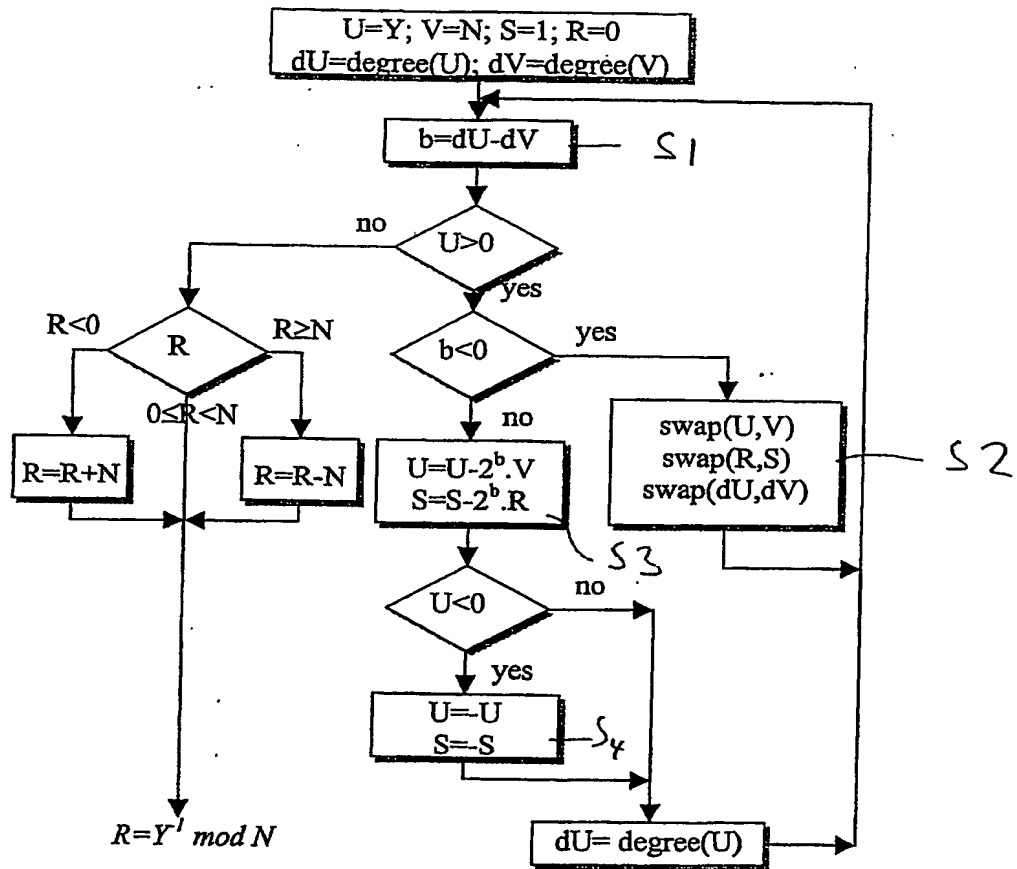 U=Y; V=N; S=1; R=0
dU=degree(U); dV=degree(V)
b=dU-dV
S1
U>0
no
yes
R<0
R
R≥N
0≤R<N
b<0
yes
no
R=R+N
R=R-N
U=U-2^b.V
S=S-2^b.R
S3
swap(U,V)
swap(R,S)
swap(dU,dV)
S2
U<0
no
yes
U=-U
S=-S
S4
dU= degree(U)
R=Y^1 mod N